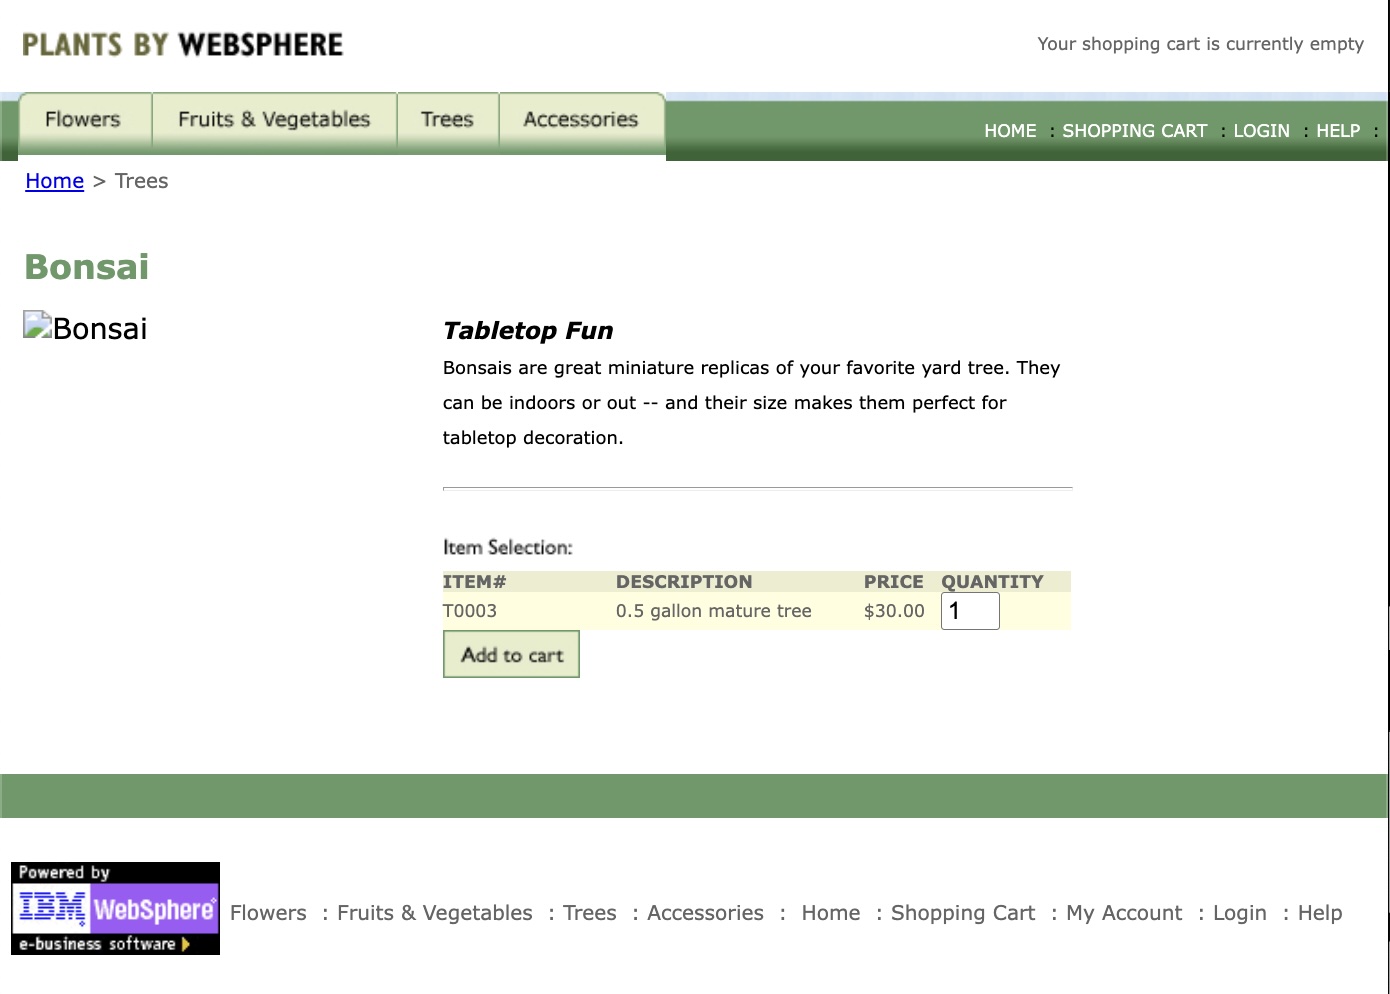 PLANTS BY WEBSPHERE
Your shopping cart is currently empty
Flowers Fruits & Vegetables Trees Accessories
HOME : SHOPPING CART : LOGIN : HELP :
Home > Trees
Bonsai
Bonsai
Tabletop Fun
Bonsais are great miniature replicas of your favorite yard tree. They
can be indoors or out -- and their size makes them perfect for
tabletop decoration.
Item Selection:
ITEM# DESCRIPTION PRICE QUANTITY
T0003 0.5 gallon mature tree $30.00 1
Add to cart
Powered by
IBM WebSphere
e-business software
Flowers : Fruits & Vegetables : Trees : Accessories : Home : Shopping Cart : My Account : Login : Help